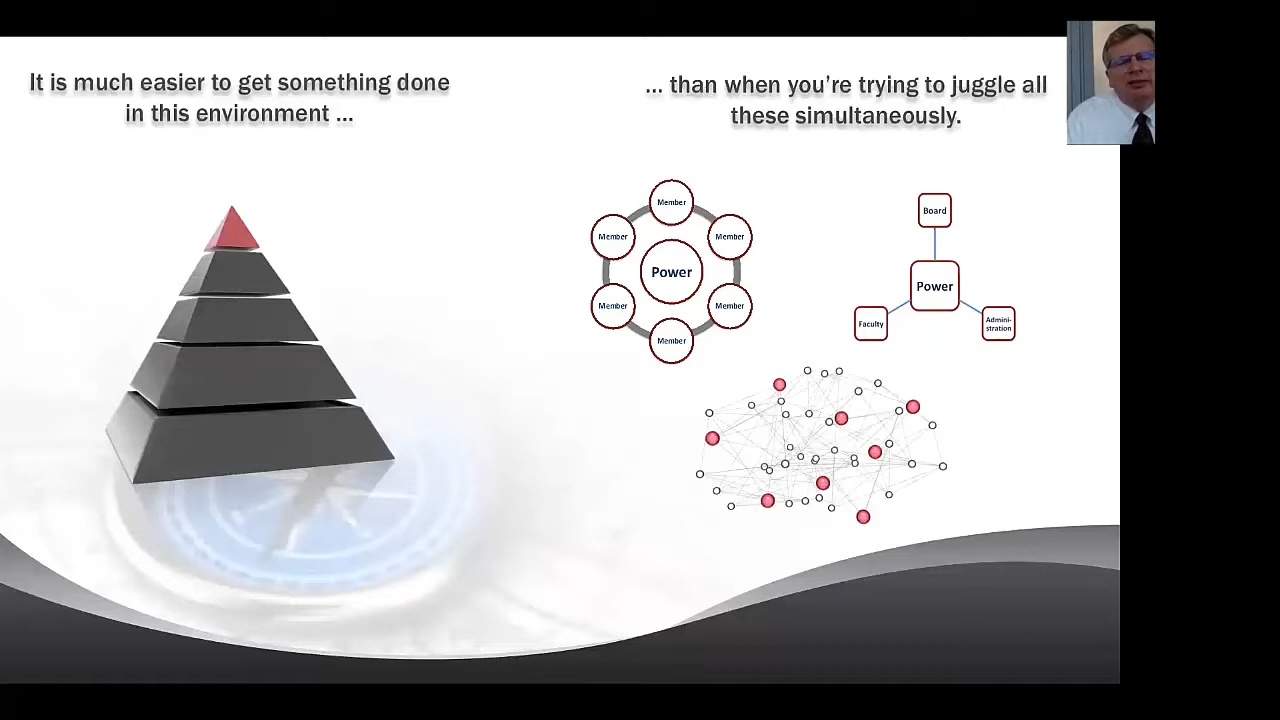 It is much easier to get something done
in this environment ...
... than when you're trying to juggle all
these simultaneously.
Member
Member
Member
Power
Member
Member
Member
Board
Power
Faculty
Admini-
stration